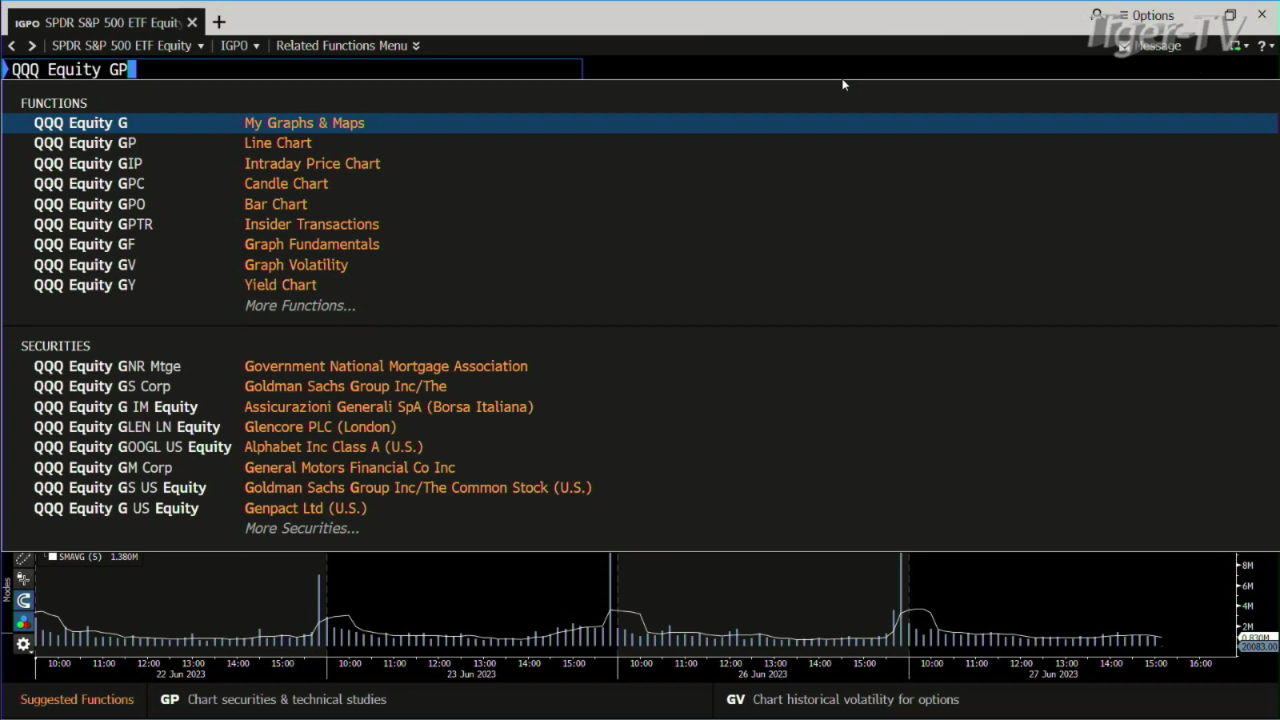 IGPO SPDR S&P 500 ETF Equity
Options
SPDR S&P 500 ETF Equity IGPO Related Functions Menu
Message
Tiger-TV
?
QQQ Equity GP
FUNCTIONS
QQQ Equity G My Graphs & Maps
QQQ Equity GP Line Chart
QQQ Equity GIP Intraday Price Chart
QQQ Equity GPC Candle Chart
QQQ Equity GPO Bar Chart
QQQ Equity GPTR Insider Transactions
QQQ Equity GF Graph Fundamentals
QQQ Equity GV Graph Volatility
QQQ Equity GY Yield Chart
More Functions...
SECURITIES
QQQ Equity GNR Mtge Government National Mortgage Association
QQQ Equity GS Corp Goldman Sachs Group Inc/The
QQQ Equity G IM Equity Assicurazioni Generali SpA (Borsa Italiana)
QQQ Equity GLEN LN Equity Glencore PLC (London)
QQQ Equity GOOGL US Equity Alphabet Inc Class A (U.S.)
QQQ Equity GM Corp General Motors Financial Co Inc
QQQ Equity GS US Equity Goldman Sachs Group Inc/The Common Stock (U.S.)
QQQ Equity G US Equity Genpact Ltd (U.S.)
More Securities...
Modes
SMAVG (5) 1.380M
8M
6M
4M
2M
0.830M
20083.00
10:00 11:00 12:00 13:00 14:00 15:00 10:00 11:00 12:00 13:00 14:00 15:00 10:00 11:00 12:00 13:00 14:00 15:00 10:00 11:00 12:00 13:00 14:00 15:00 16:00
22 Jun 2023 23 Jun 2023 26 Jun 2023 27 Jun 2023
Suggested Functions GP Chart securities & technical studies GV Chart historical volatility for options